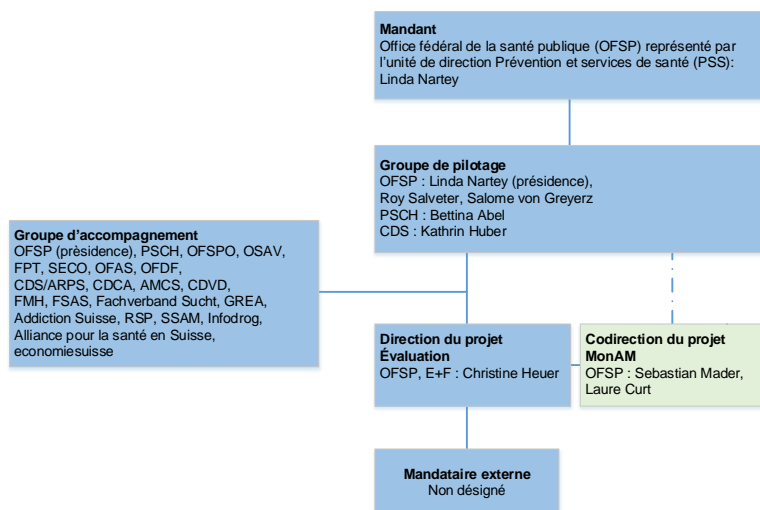 Mandant
Office fédéral de la santé publique (OFSP) représenté par
l'unité de direction Prévention et services de santé (PSS):
Linda Nartey
Groupe de pilotage
OFSP : Linda Nartey (présidence),
Roy Salveter, Salome von Greyerz
PSCH : Bettina Abel
CDS : Kathrin Huber
Groupe d'accompagnement
OFSP (prèsidence), PSCH, OFSPO, OSAV,
FPT, SECO, OFAS, OFDF,
CDS/ARPS, CDCA, AMCS, CDVD,
FMH, FSAS, Fachverband Sucht, GREA,
Addiction Suisse, RSP, SSAM, Infodrog,
Alliance pour la santé en Suisse,
economiesuisse
Direction du projet
Évaluation
OFSP, E+F : Christine Heuer
Codirection du projet
MonAM
OFSP : Sebastian Mader,
Laure Curt
Mandataire externe
Non désigné